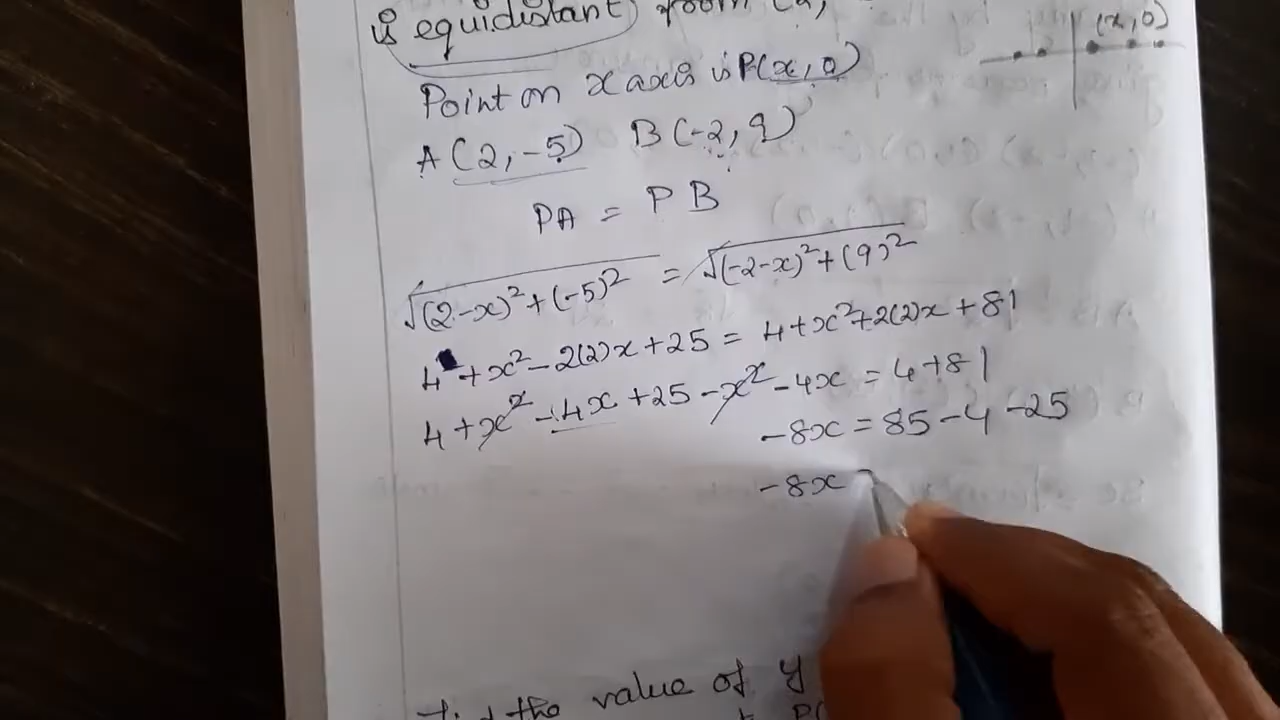 is equidistant from (2,
(x, 0)
Point on x axis is P(x, 0)
A (2, -5) B (-2, 9)
PA = PB
√(2-x)²+(-5)² = √(-2-x)²+(9)²
4+x²-2(2)x+25 = 4+x²+2(2)x+81
4+x²-4x+25-x²-4x = 4+81
-8x = 85-4-25
-8x
the value of y
P(